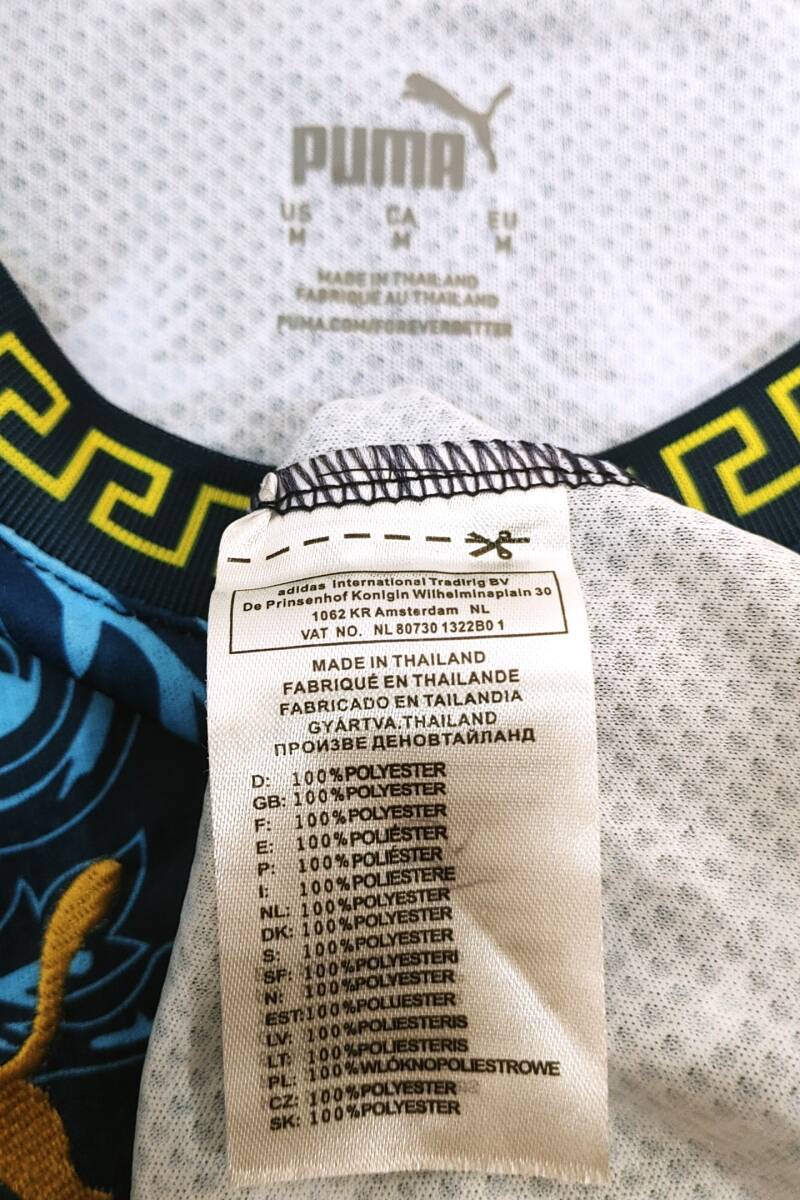 PUMA
US CA EU
M M M
MADE IN THAILAND
FABRIQUÉ AU THAILAND
PUMA.COM/FOREVERBETTER
adidas International Tradirig BV
De Prinsenhof Konlgin Wilhelminaplain 30
1062 KR Amsterdam NL
VAT NO. NL 80730 1322B0 1
MADE IN THAILAND
FABRIQUÉ EN THAILANDE
FABRICADO EN TAILANDIA
GYÁRTVA.THAILAND
ПРОИЗВЕ ДЕНОВТАЙЛАНД
D: 100%POLYESTER
GB: 100%POLYESTER
F: 100%POLYESTER
E: 100%POLIÉSTER
P: 100%POLIÉSTER
I: 100%POLIESTERE
NL: 100%POLYESTER
DK: 100%POLYESTER
S: 100%POLYESTER
SF: 100%POLYESTERI
N: 100%POLYESTER
EST:100%POLUESTER
LV: 100%POLIESTERIS
LT: 100%POLIESTERIS
PL: 100%WLÓKNOPOLIESTROWE
CZ: 100%POLYESTER
SK: 100%POLYESTER